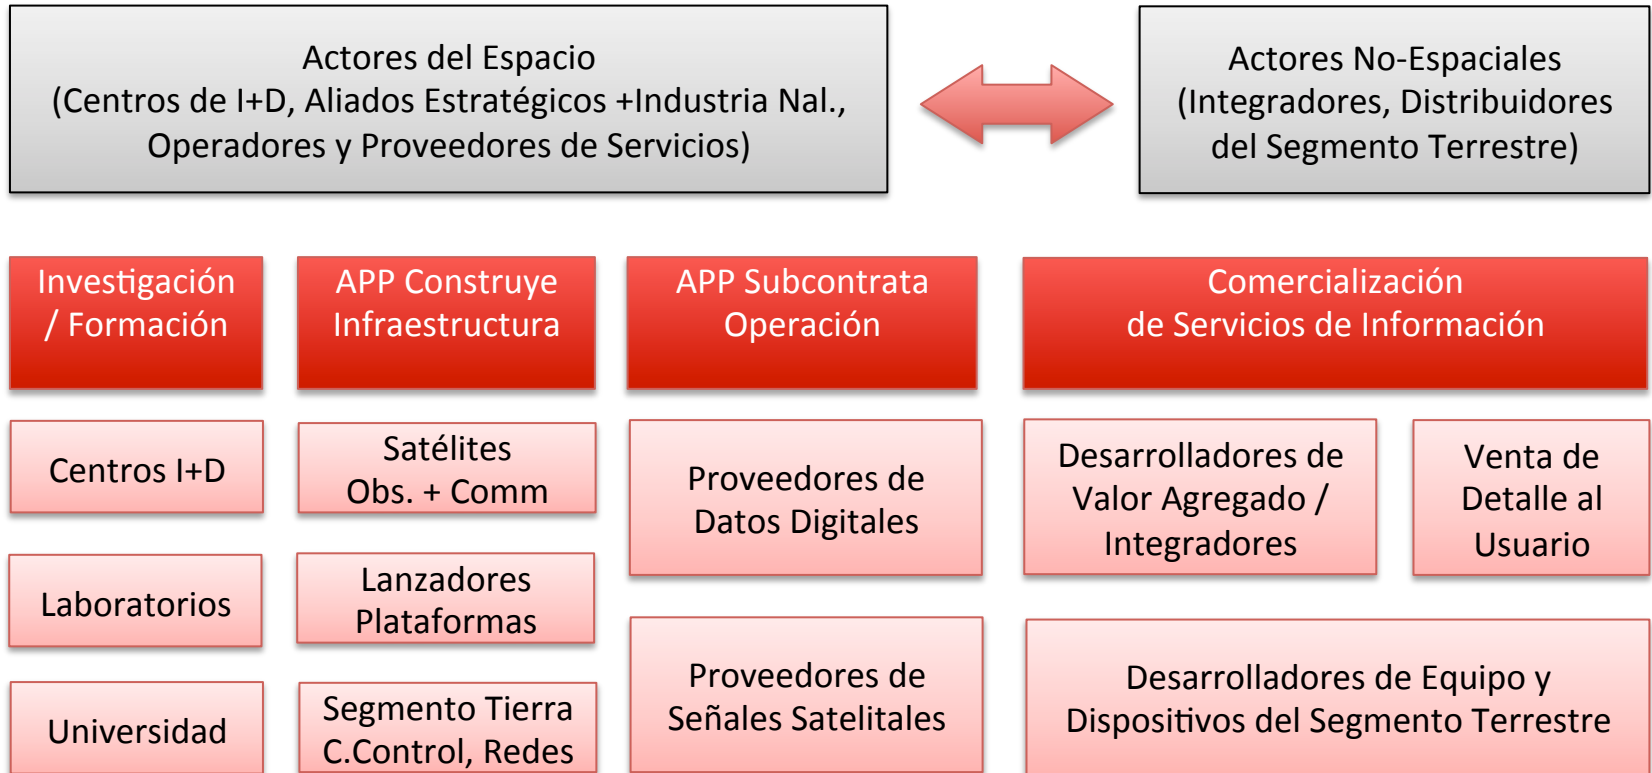 Actores del Espacio
(Centros de I+D, Aliados Estratégicos +Industria Nal.,
Operadores y Proveedores de Servicios)
Actores No-Espaciales
(Integradores, Distribuidores
del Segmento Terrestre)
Investigación
/ Formación
APP Construye
Infraestructura
APP Subcontrata
Operación
Comercialización
de Servicios de Información
Centros I+D
Laboratorios
Universidad
Satélites
Obs. + Comm
Lanzadores
Plataformas
Segmento Tierra
C.Control, Redes
Proveedores de
Datos Digitales
Proveedores de
Señales Satelitales
Desarrolladores de
Valor Agregado /
Integradores
Venta de
Detalle al
Usuario
Desarrolladores de Equipo y
Dispositivos del Segmento Terrestre